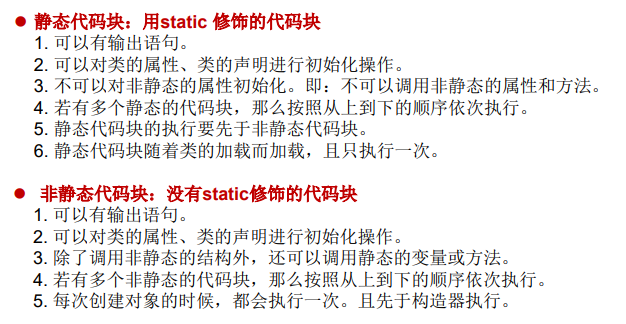 ● 静态代码块：用static 修饰的代码块
1. 可以有输出语句。
2. 可以对类的属性、类的声明进行初始化操作。
3. 不可以对非静态的属性初始化。即：不可以调用非静态的属性和方法。
4. 若有多个静态的代码块，那么按照从上到下的顺序依次执行。
5. 静态代码块的执行要先于非静态代码块。
6. 静态代码块随着类的加载而加载，且只执行一次。
● 非静态代码块：没有static修饰的代码块
1. 可以有输出语句。
2. 可以对类的属性、类的声明进行初始化操作。
3. 除了调用非静态的结构外，还可以调用静态的变量或方法。
4. 若有多个非静态的代码块，那么按照从上到下的顺序依次执行。
5. 每次创建对象的时候，都会执行一次。且先于构造器执行。